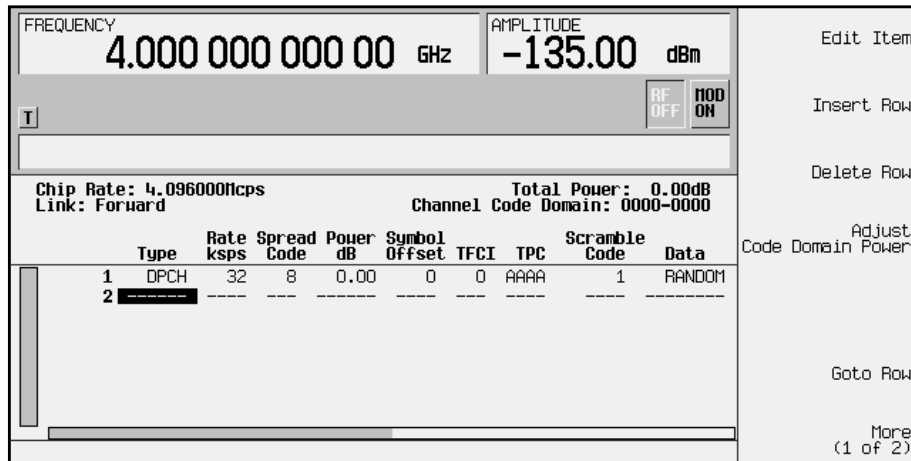 FREQUENCY
4.000 000 000 00 GHz
AMPLITUDE
-135.00 dBm
RF OFF
MOD ON
T
Chip Rate: 4.096000Mcps
Total Power: 0.00dB
Link: Forward
Channel Code Domain: 0000-0000
Type Rate ksps Spread Code Power dB Symbol Offset TFCI TPC Scramble Code Data
1 DPCH 32 8 0.00 0 0 AAAA 1 RANDOM
2 ------ ---- --- ------ ---- --- ---- ---- --------
Edit Item
Insert Row
Delete Row
Adjust
Code Domain Power
Goto Row
More
(1 of 2)